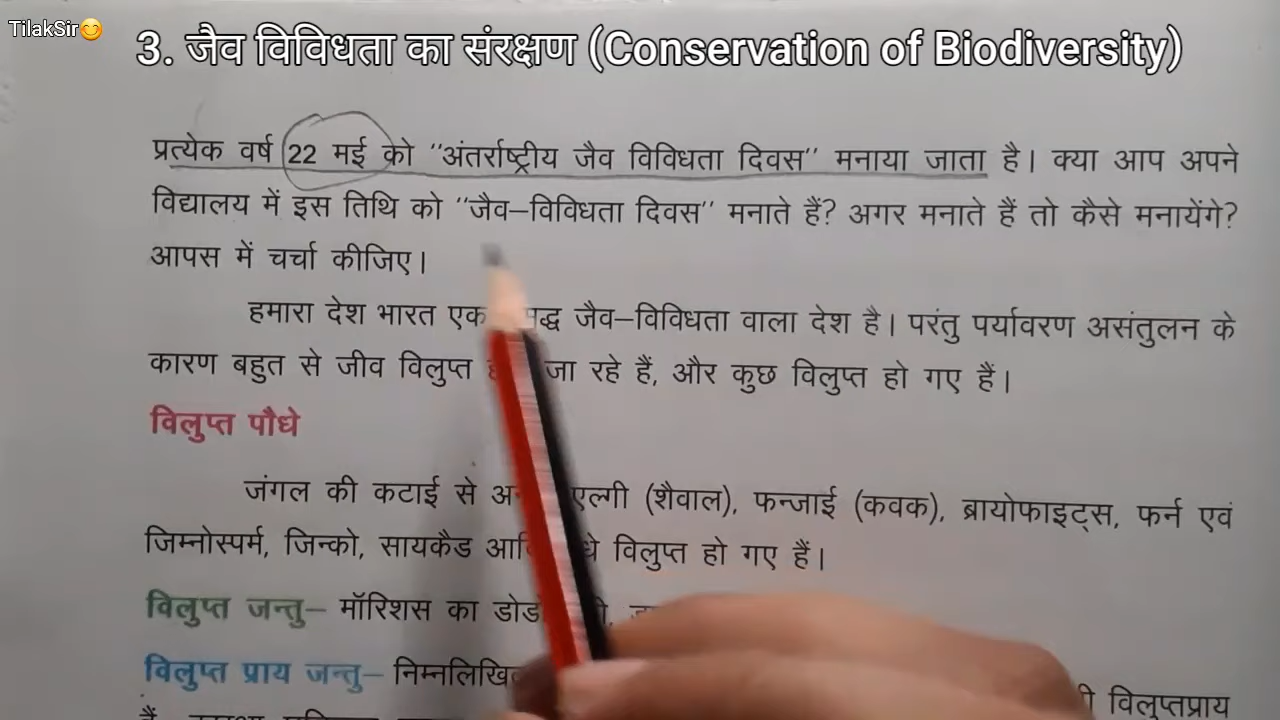 TilakSir😊
3. जैव विविधता का संरक्षण (Conservation of Biodiversity)
प्रत्येक वर्ष 22 मई को "अंतर्राष्ट्रीय जैव विविधता दिवस" मनाया जाता है। क्या आप अपने
विद्यालय में इस तिथि को "जैव–विविधता दिवस" मनाते हैं? अगर मनाते हैं तो कैसे मनायेंगे?
आपस में चर्चा कीजिए।
हमारा देश भारत एक जैव–विविधता वाला देश है। परंतु पर्यावरण असंतुलन के
कारण बहुत से जीव विलुप्त जा रहे हैं, और कुछ विलुप्त हो गए हैं।
विलुप्त पौधे
जंगल की कटाई से एल्गी (शैवाल), फन्जाई (कवक), ब्रायोफाइट्स, फर्न एवं
जिम्नोस्पर्म, जिन्को, सायकैड विलुप्त हो गए हैं।
विलुप्त जन्तु– मॉरिशस का
विलुप्त प्राय जन्तु–
विलुप्तप्राय